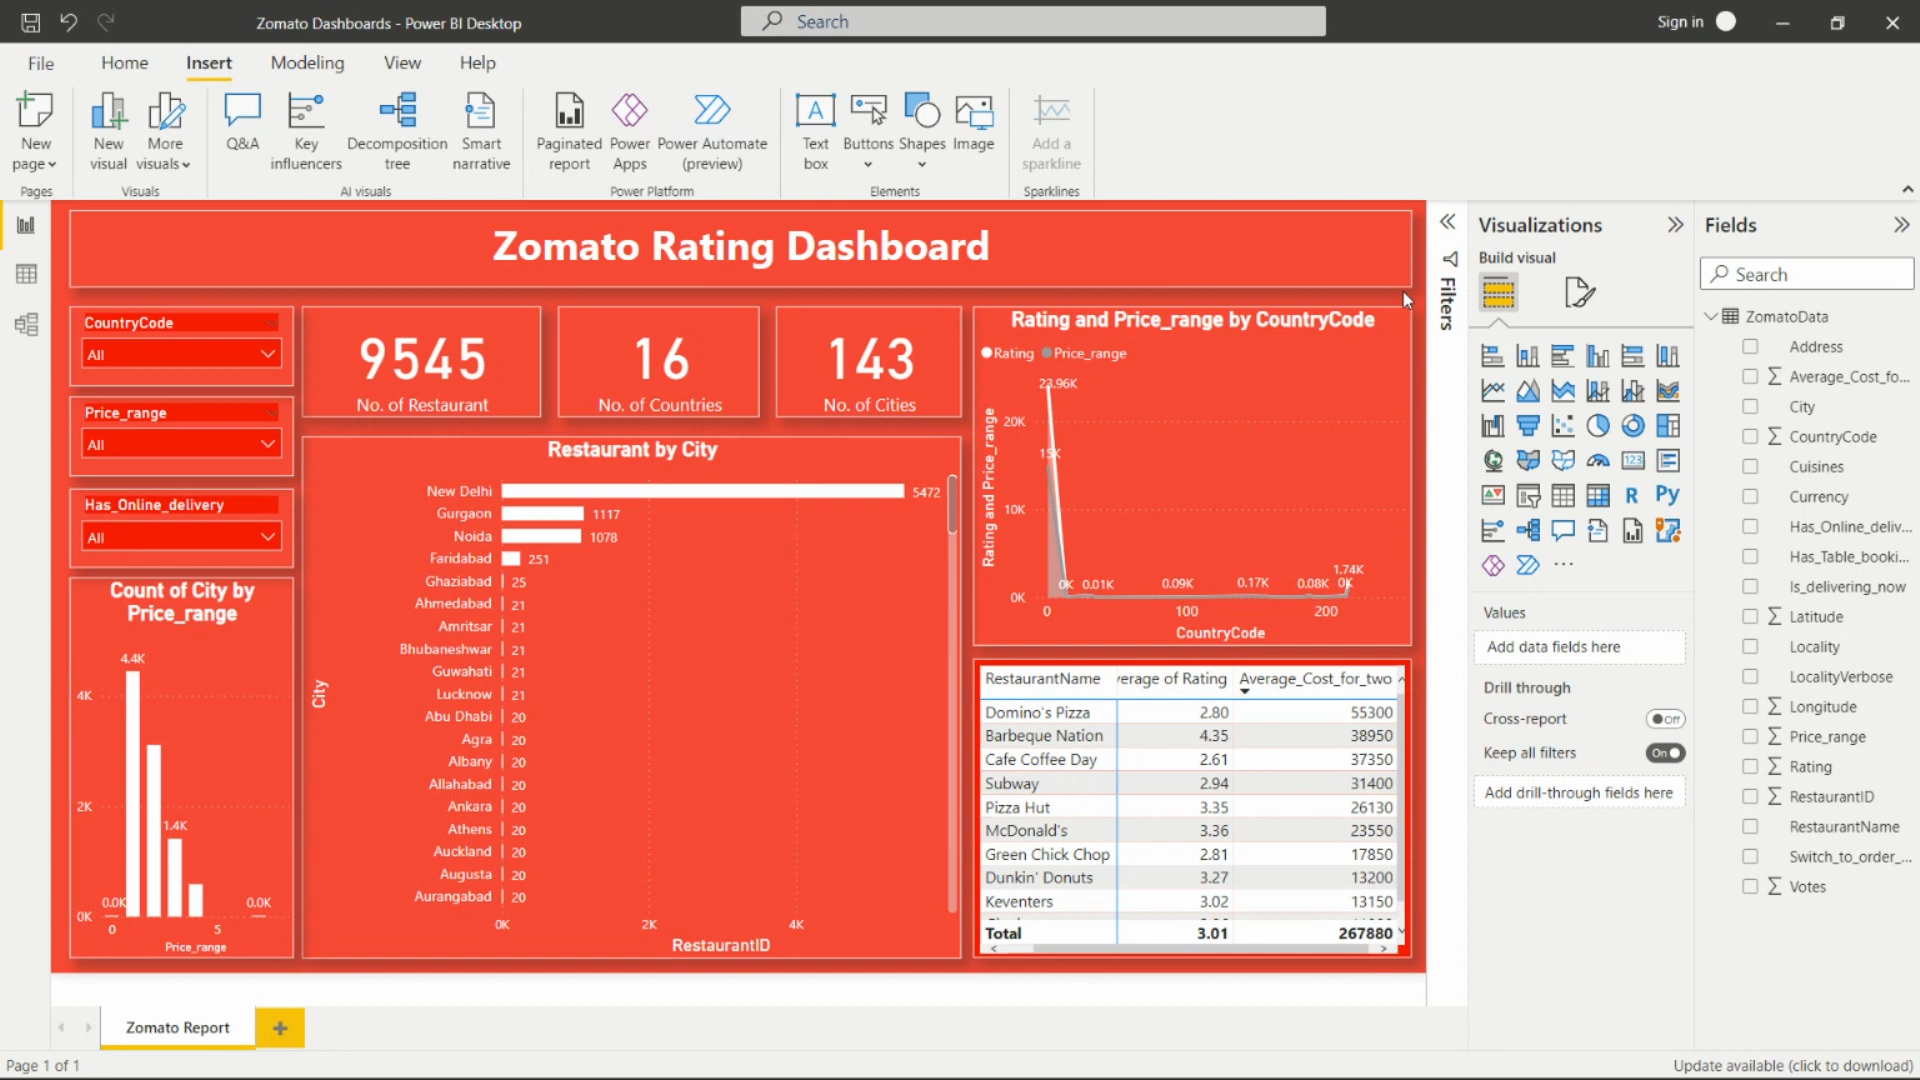 Zomato Dashboards - Power BI Desktop
Search
Sign in
File
Home
Insert
Modeling
View
Help
New page
New visual
More visuals
Q&A
Key influencers
Decomposition tree
Smart narrative
Paginated report
Power Apps
Power Automate (preview)
Text box
Buttons
Shapes
Image
Add a sparkline
Pages
Visuals
AI visuals
Power Platform
Elements
Sparklines
Zomato Rating Dashboard
CountryCode
All
Price_range
All
Has_Online_delivery
All
9545
No. of Restaurant
16
No. of Countries
143
No. of Cities
Count of City by
Price_range
4.4K
4K
2K
1.4K
0.0K
0.0K
0K
0
5
Price_range
Restaurant by City
City
New Delhi 5472
Gurgaon 1117
Noida 1078
Faridabad 251
Ghaziabad 25
Ahmedabad 21
Amritsar 21
Bhubaneshwar 21
Guwahati 21
Lucknow 21
Abu Dhabi 20
Agra 20
Albany 20
Allahabad 20
Ankara 20
Athens 20
Auckland 20
Augusta 20
Aurangabad 20
0K 2K 4K
RestaurantID
Rating and Price_range by CountryCode
Rating Price_range
Rating and Price_range
23.96K
20K
15K
10K
0K
0K 0.01K 0.09K 0.17K 0.08K 0K
1.74K
0 100 200
CountryCode
RestaurantName verage of Rating Average_Cost_for_two
Domino's Pizza 2.80 55300
Barbeque Nation 4.35 38950
Cafe Coffee Day 2.61 37350
Subway 2.94 31400
Pizza Hut 3.35 26130
McDonald's 3.36 23550
Green Chick Chop 2.81 17850
Dunkin' Donuts 3.27 13200
Keventers 3.02 13150
Total 3.01 267880
Filters
Visualizations
Build visual
123
R
Py
Values
Add data fields here
Drill through
Cross-report
Off
Keep all filters
On
Add drill-through fields here
Fields
Search
ZomatoData
Address
Average_Cost_fo...
City
CountryCode
Cuisines
Currency
Has_Online_deliv...
Has_Table_booki...
Is_delivering_now
Latitude
Locality
LocalityVerbose
Longitude
Price_range
Rating
RestaurantID
RestaurantName
Switch_to_order_...
Votes
Zomato Report
Page 1 of 1
Update available (click to download)